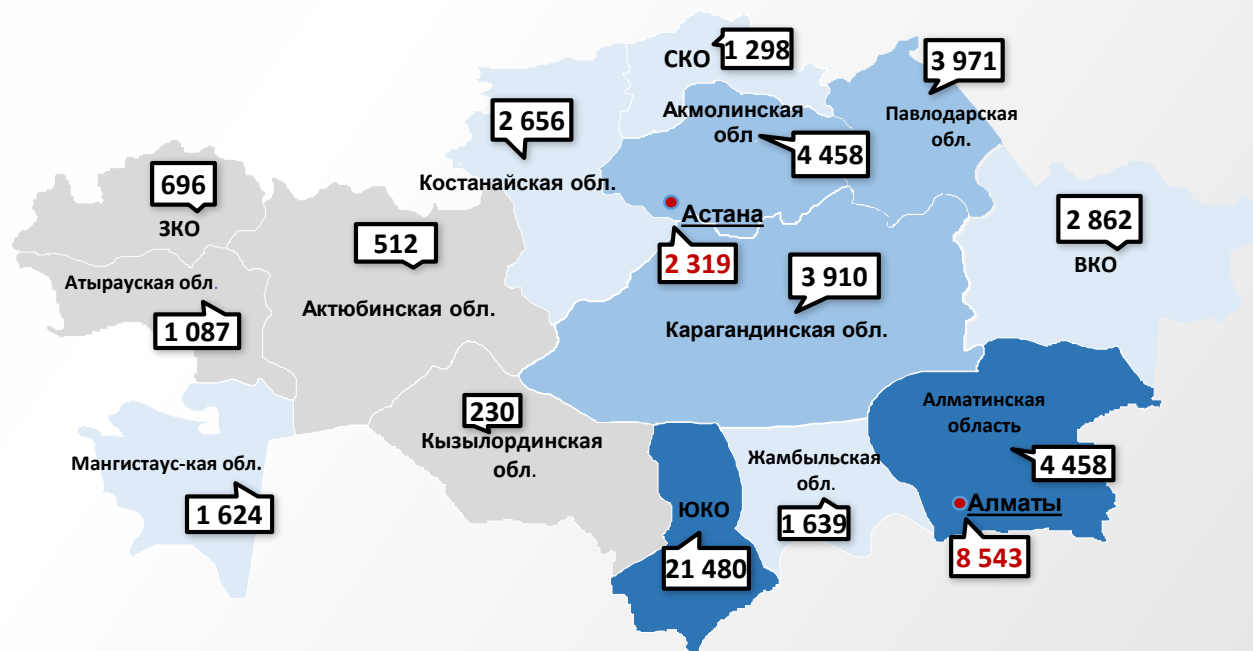 СКО
1 298
3 971
Павлодарская
обл.
Акмолинская
обл
4 458
2 656
Костанайская обл.
696
ЗКО
512
Актюбинская обл.
Атырауская обл.
1 087
Астана
2 319
3 910
Карагандинская обл.
2 862
ВКО
230
Кызылординская
обл.
Мангистаус-кая обл.
1 624
ЮКО
21 480
Жамбыльская
обл.
1 639
Алматинская
область
4 458
Алматы
8 543